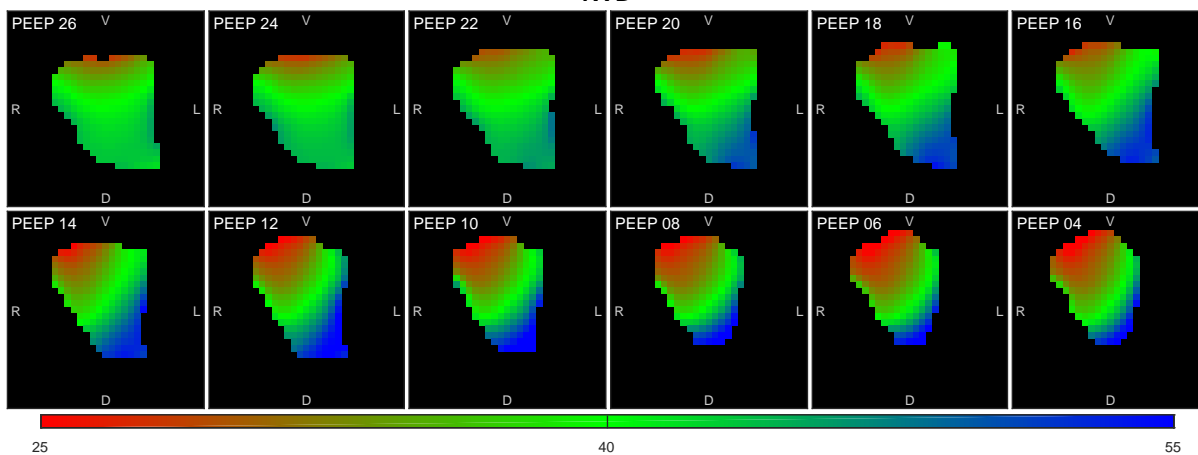 PEEP 26 V PEEP 24 V PEEP 22 V PEEP 20 V PEEP 18 V PEEP 16 V
R L R L R L R L R L R L
D D D D D D
PEEP 14 V PEEP 12 V PEEP 10 V PEEP 08 V PEEP 06 V PEEP 04 V
R L R L R L R L R L R L
D D D D D D
25 40 55